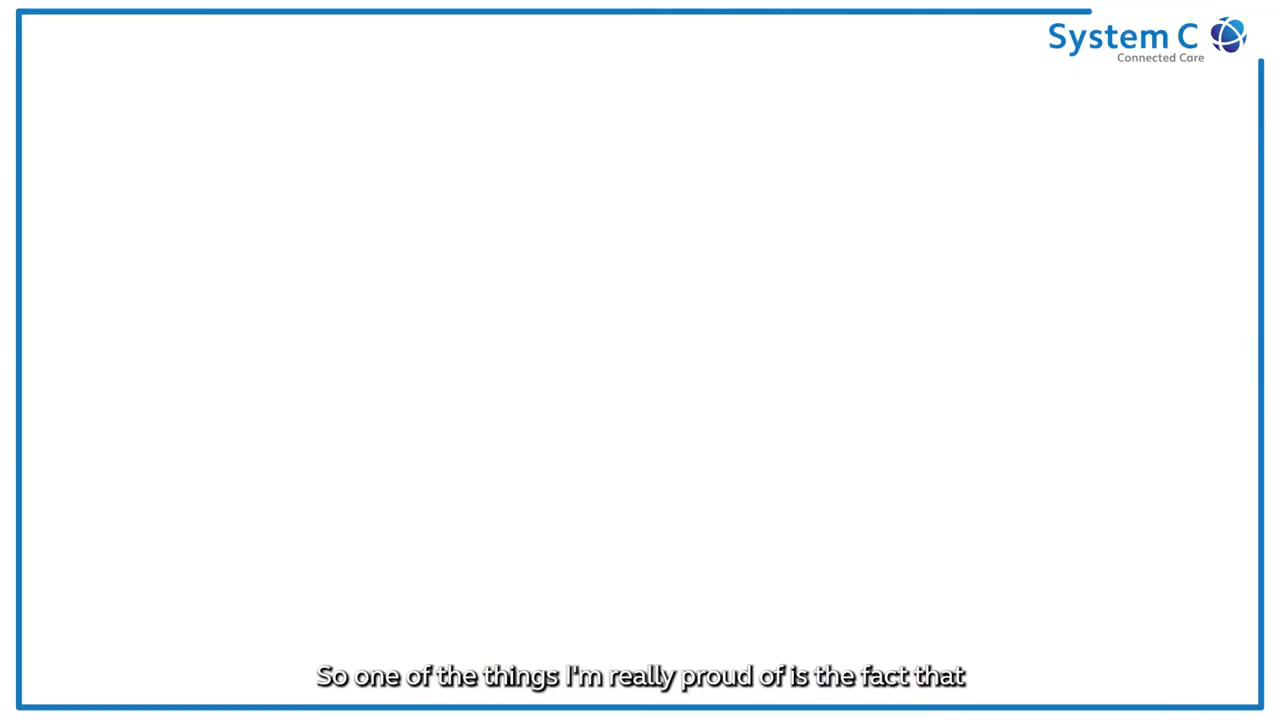 System C
Connected Care
So one of the things I'm really proud of is the fact that